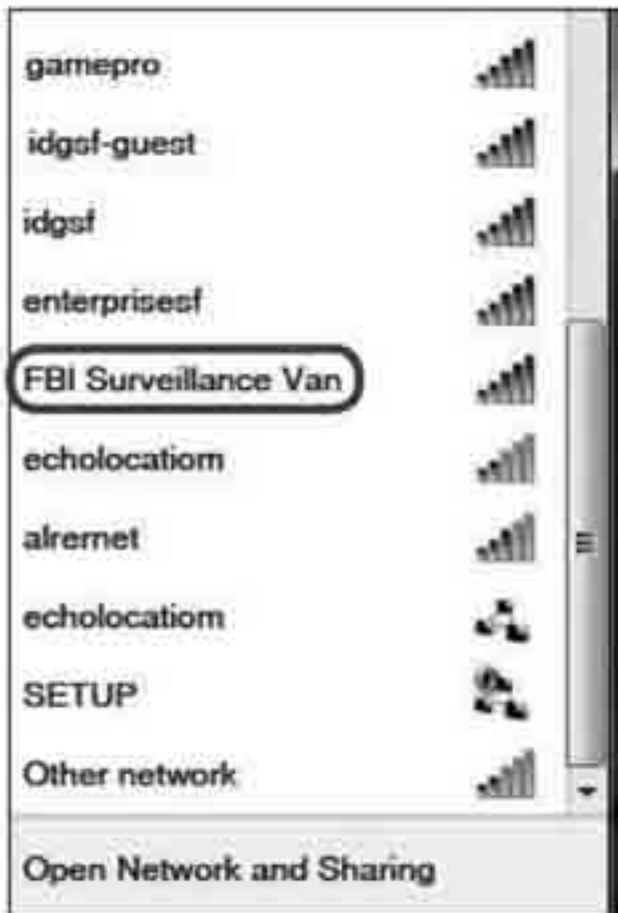 gamepro
idgsf-guest
idgsf
enterprisesf
FBI Surveillance Van
echolocatiom
alrernet
echolocatiom
SETUP
Other network
Open Network and Sharing